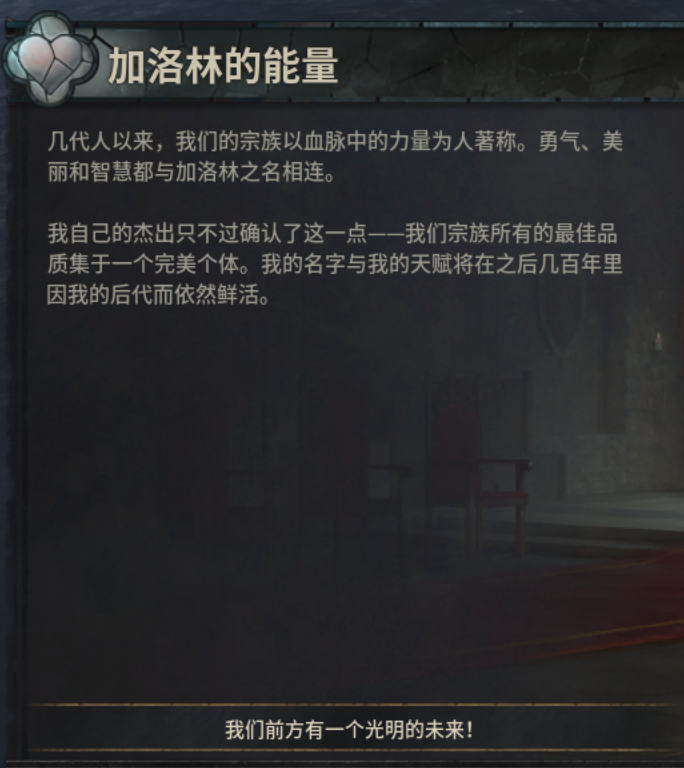 加洛林的能量
几代人以来，我们的宗族以血脉中的力量为人著称。勇气、美
丽和智慧都与加洛林之名相连。
我自己的杰出只不过确认了这一点——我们宗族所有的最佳品
质集于一个完美个体。我的名字与我的天赋将在之后几百年里
因我的后代而依然鲜活。
我们前方有一个光明的未来！